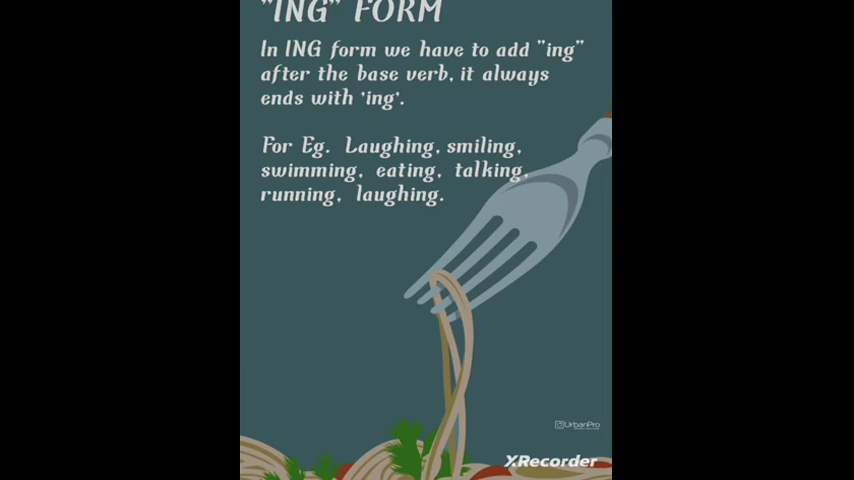 "ING" FORM
In ING form we have to add "ing"
after the base verb, it always
ends with 'ing'.
For Eg. Laughing, smiling,
swimming, eating, talking,
running, laughing.
UrbanPro
XRecorder